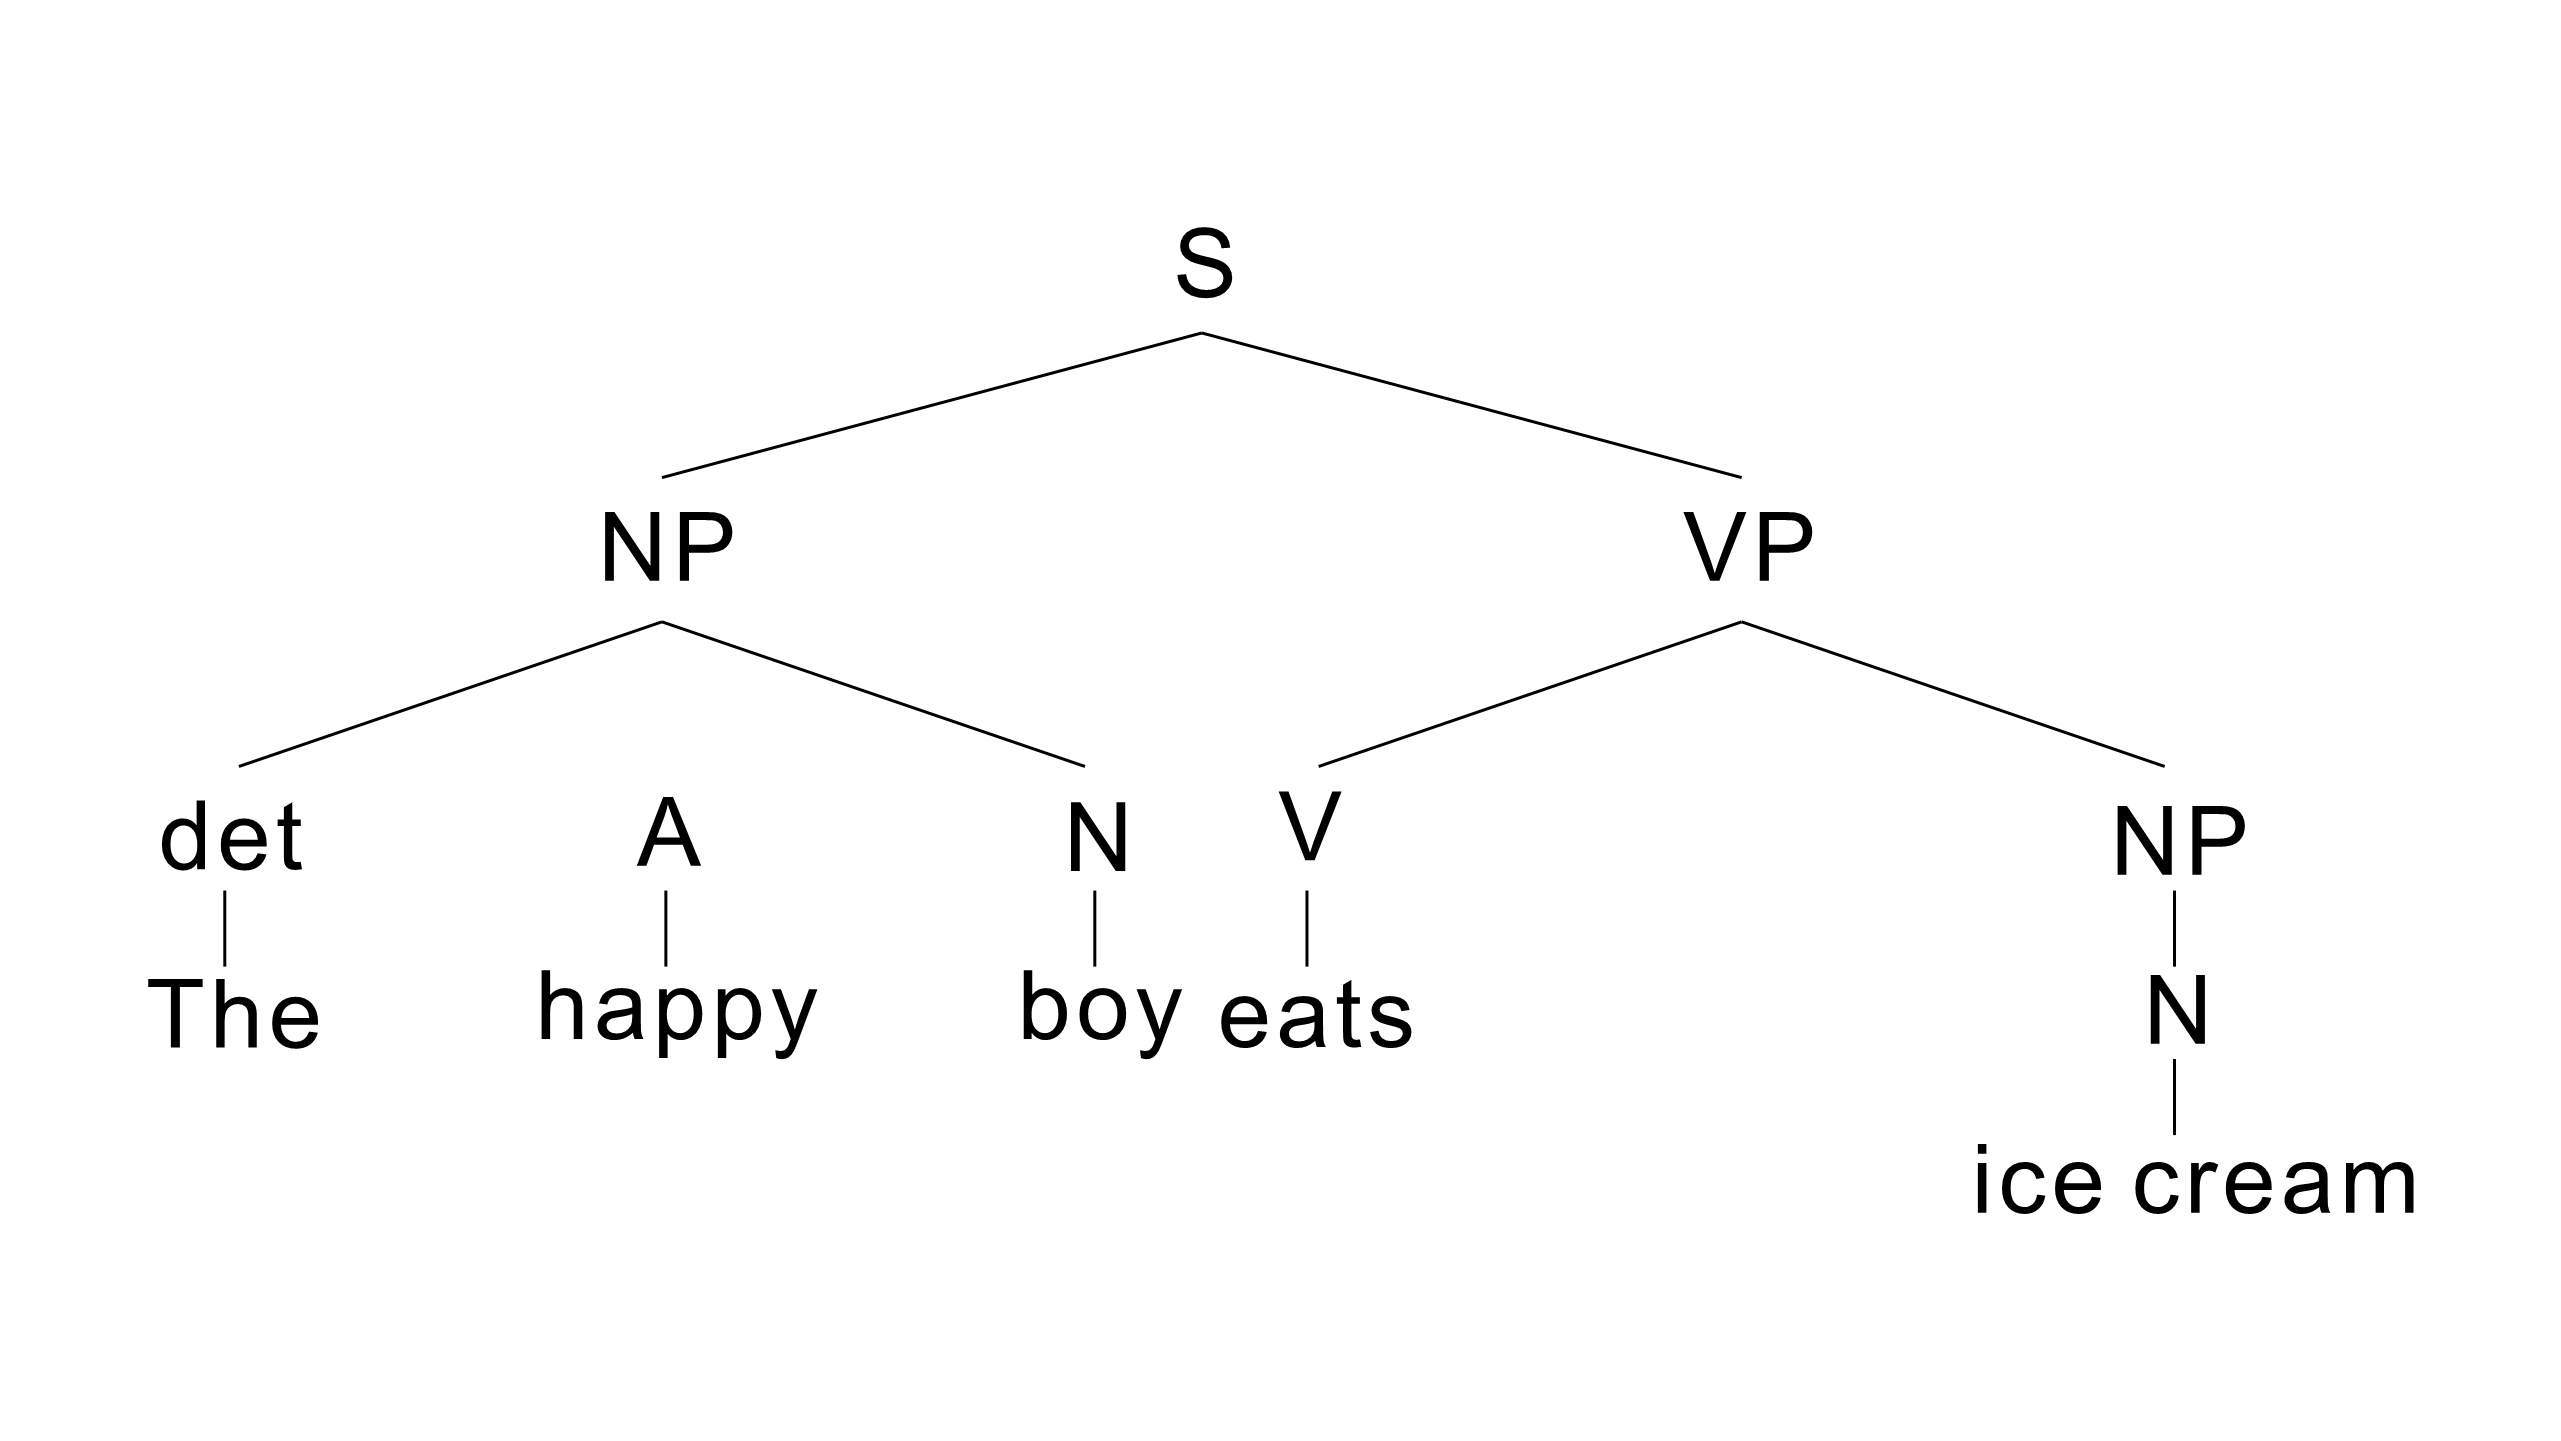 S
NP VP
det A N V NP
The happy boy eats N
ice cream